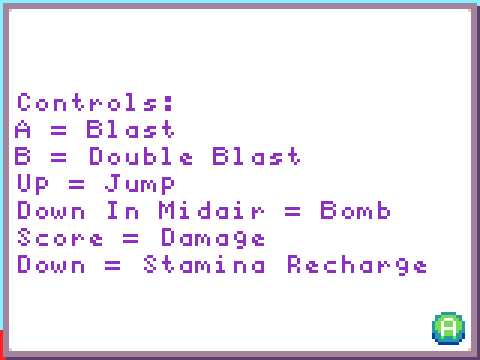 Controls:
A = Blast
B = Double Blast
Up = Jump
Down In Midair = Bomb
Score = Damage
Down = Stamina Recharge
A